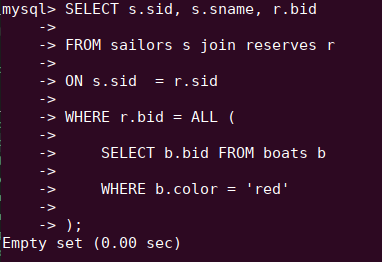 mysql> SELECT s.sid, s.sname, r.bid
->
-> FROM sailors s join reserves r
->
-> ON s.sid  = r.sid
->
-> WHERE r.bid = ALL (
->
->     SELECT b.bid FROM boats b
->
->     WHERE b.color = 'red'
->
-> );
Empty set (0.00 sec)